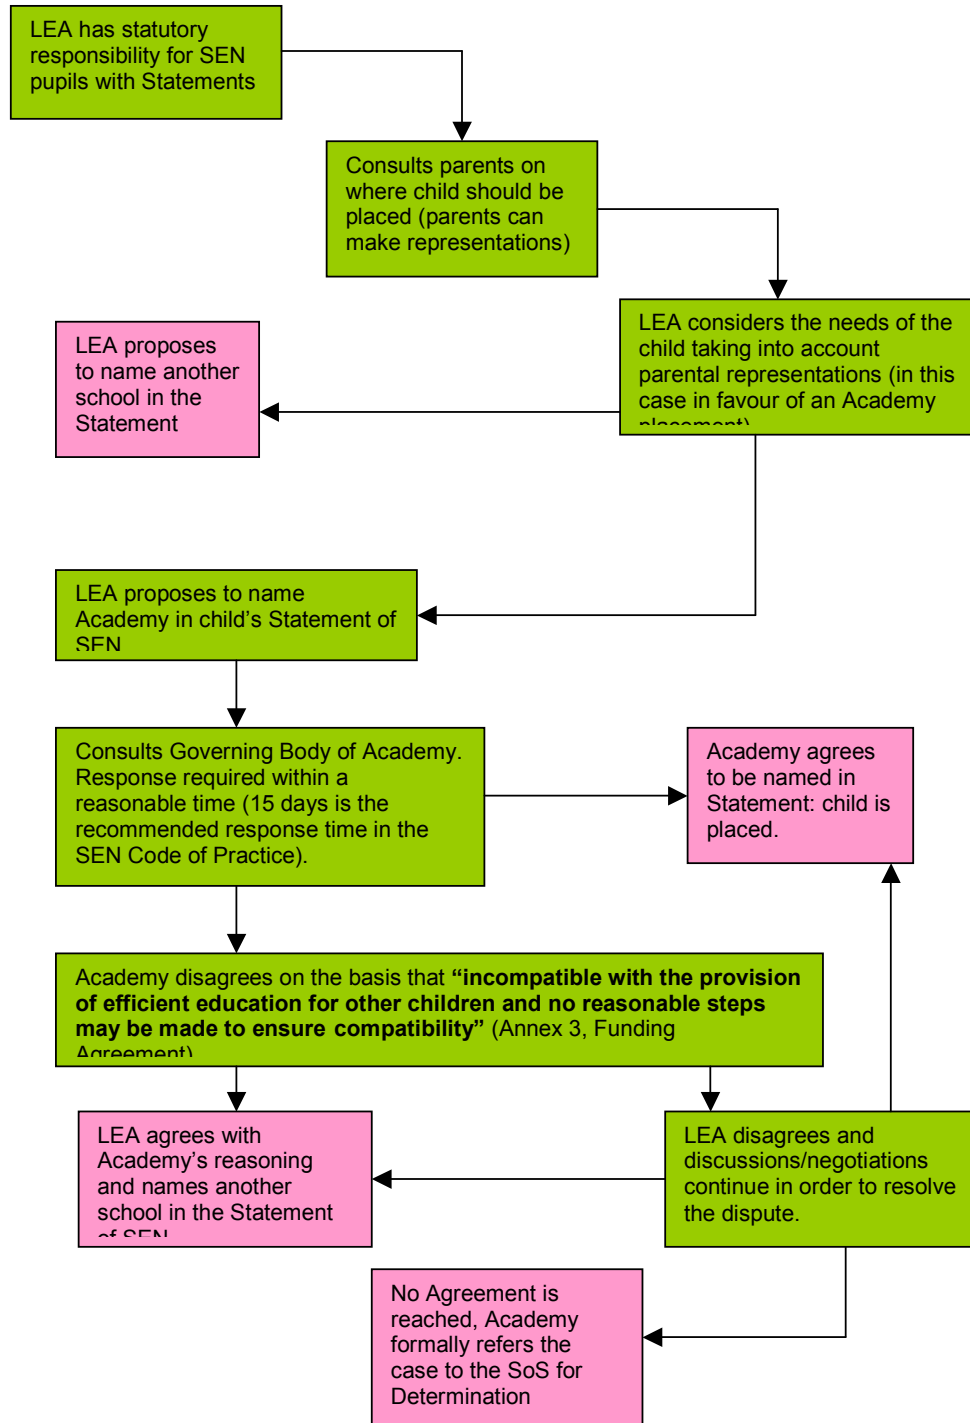 LEA has statutory
responsibility for SEN
pupils with Statements
Consults parents on
where child should be
placed (parents can
make representations)
LEA considers the needs of the
child taking into account
parental representations (in this
case in favour of an Academy
placement)
LEA proposes
to name another
school in the
Statement
LEA proposes to name
Academy in child’s Statement of
SEN
Consults Governing Body of Academy.
Response required within a
reasonable time (15 days is the
recommended response time in the
SEN Code of Practice).
Academy agrees
to be named in
Statement: child is
placed.
Academy disagrees on the basis that “incompatible with the provision
of efficient education for other children and no reasonable steps
may be made to ensure compatibility” (Annex 3, Funding
Agreement)
LEA agrees with
Academy’s reasoning
and names another
school in the Statement
of SEN
LEA disagrees and
discussions/negotiations
continue in order to resolve
the dispute.
No Agreement is
reached, Academy
formally refers the
case to the SoS for
Determination